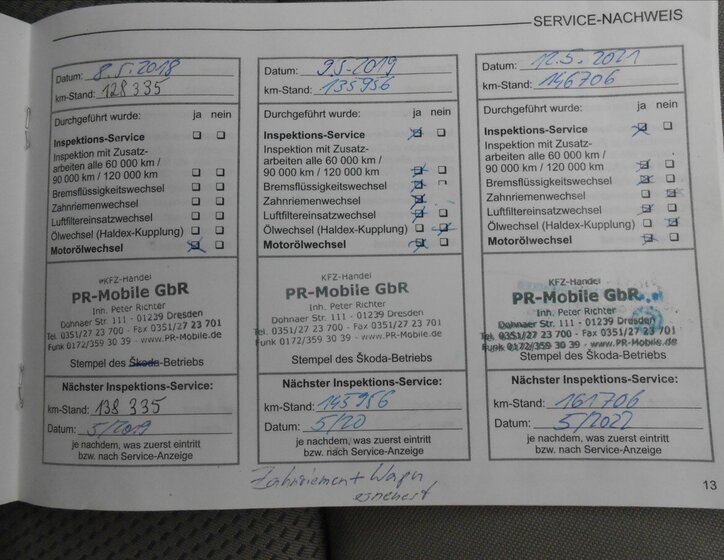 SERVICE-NACHWEIS
Datum: 8.5.2018
km-Stand: 128 335
Durchgeführt wurde: ja nein
Inspektions-Service
Inspektion mit Zusatz-
arbeiten alle 60 000 km /
90 000 km / 120 000 km
Bremsflüssigkeitswechsel
Zahnriemenwechsel
Luftfiltereinsatzwechsel
Ölwechsel (Haldex-Kupplung)
Motorölwechsel
KFZ-Handel
PR-Mobile GbR
Inh. Peter Richter
Dohnaer Str. 111 - 01239 Dresden
Tel. 0351/27 23 700 - Fax 0351/27 23 701
Funk 0172/359 30 39 - www.PR-Mobile.de
Stempel des Škoda-Betriebs
Nächster Inspektions-Service:
km-Stand: 138 335
Datum: 5/2019
je nachdem, was zuerst eintritt
bzw. nach Service-Anzeige
Datum: 9.5.2019
km-Stand: 135956
Durchgeführt wurde: ja nein
Inspektions-Service
Inspektion mit Zusatz-
arbeiten alle 60 000 km /
90 000 km / 120 000 km
Bremsflüssigkeitswechsel
Zahnriemenwechsel
Luftfiltereinsatzwechsel
Ölwechsel (Haldex-Kupplung)
Motorölwechsel
KFZ-Handel
PR-Mobile GbR
Inh. Peter Richter
Dohnaer Str. 111 - 01239 Dresden
Tel. 0351/27 23 700 - Fax 0351/27 23 701
Funk 0172/359 30 39 - www.PR-Mobile.de
Stempel des Škoda-Betriebs
Nächster Inspektions-Service:
km-Stand: 145956
Datum: 5/20
je nachdem, was zuerst eintritt
bzw. nach Service-Anzeige
Datum: 12.5.2021
km-Stand: 146706
Durchgeführt wurde: ja nein
Inspektions-Service
Inspektion mit Zusatz-
arbeiten alle 60 000 km /
90 000 km / 120 000 km
Bremsflüssigkeitswechsel
Zahnriemenwechsel
Luftfiltereinsatzwechsel
Ölwechsel (Haldex-Kupplung)
Motorölwechsel
KFZ-Handel
PR-Mobile GbR
Inh. Peter Richter
Dohnaer Str. 111 - 01239 Dresden
Tel. 0351/27 23 700 - Fax 0351/27 23 701
Funk 0172/359 30 39 - www.PR-Mobile.de
Stempel des Škoda-Betriebs
Nächster Inspektions-Service:
km-Stand: 161706
Datum: 5/2022
je nachdem, was zuerst eintritt
bzw. nach Service-Anzeige
Zahnriemen +
13